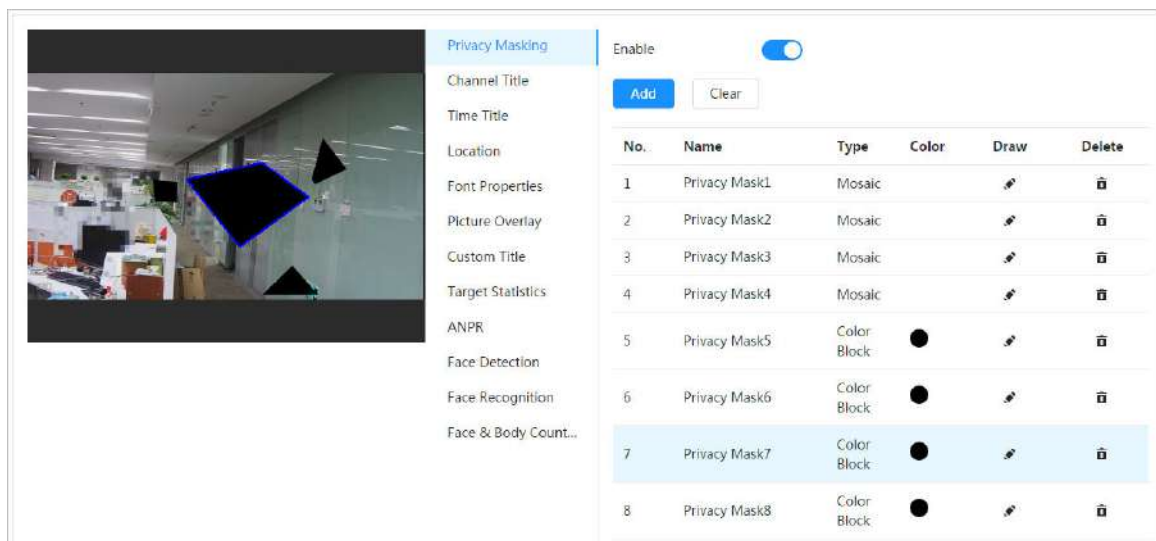 Privacy Masking
Channel Title
Time Title
Location
Font Properties
Picture Overlay
Custom Title
Target Statistics
ANPR
Face Detection
Face Recognition
Face & Body Count...
Enable
Add Clear
No. Name Type Color Draw Delete
1 Privacy Mask1 Mosaic
2 Privacy Mask2 Mosaic
3 Privacy Mask3 Mosaic
4 Privacy Mask4 Mosaic
5 Privacy Mask5 Color Block
6 Privacy Mask6 Color Block
7 Privacy Mask7 Color Block
8 Privacy Mask8 Color Block